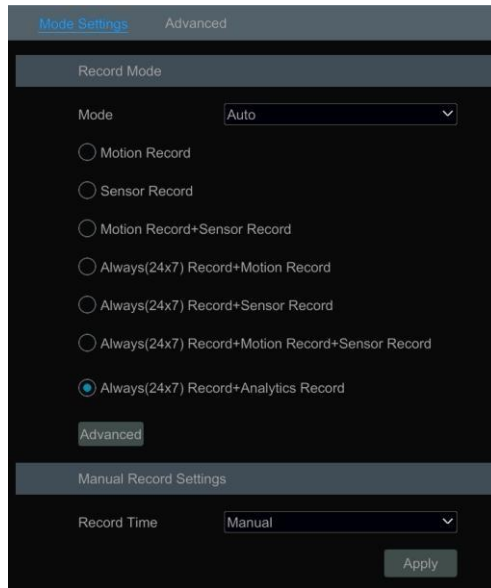 Mode Settings Advanced
Record Mode
Mode Auto
Motion Record
Sensor Record
Motion Record+Sensor Record
Always(24x7) Record+Motion Record
Always(24x7) Record+Sensor Record
Always(24x7) Record+Motion Record+Sensor Record
Always(24x7) Record+Analytics Record
Advanced
Manual Record Settings
Record Time Manual
Apply